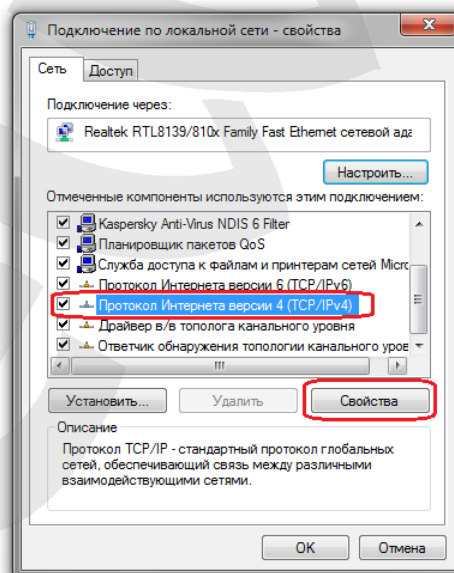 Подключение по локальной сети - свойства
Сеть Доступ
Подключение через:
Realtek RTL8139/810x Family Fast Ethernet сетевой ада
Настроить...
Отмеченные компоненты используются этим подключением:
Kaspersky Anti-Virus NDIS 6 Filter
Планировщик пакетов QoS
Служба доступа к файлам и принтерам сетей Micro
Протокол Интернета версии 6 (TCP/IPv6)
Протокол Интернета версии 4 (TCP/IPv4)
Драйвер в/в тополога канального уровня
Ответчик обнаружения топологии канального уров
Установить... Удалить Свойства
Описание
Протокол TCP/IP - стандартный протокол глобальных
сетей, обеспечивающий связь между различными
взаимодействующими сетями.
OK Отмена